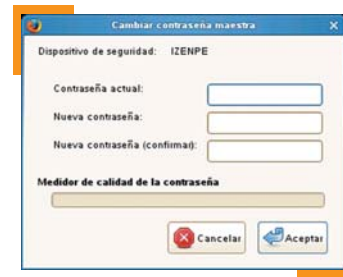 Cambiar contraseña maestra
Dispositivo de seguridad: IZENPE
Contraseña actual:
Nueva contraseña:
Nueva contraseña (confirmar):
Medidor de calidad de la contraseña
Cancelar Aceptar